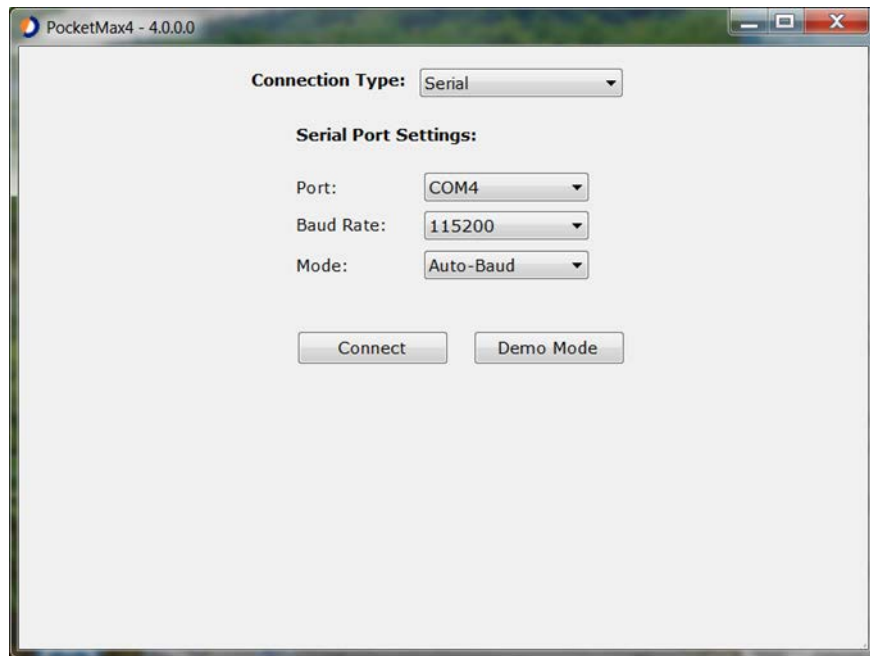 PocketMax4 - 4.0.0.0
Connection Type: Serial
Serial Port Settings:
Port: COM4
Baud Rate: 115200
Mode: Auto-Baud
Connect Demo Mode